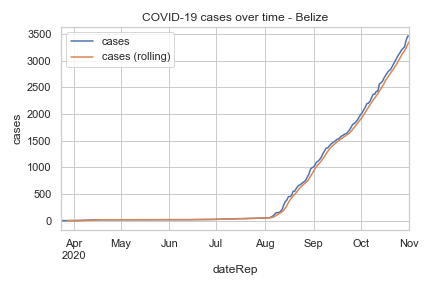 COVID-19 cases over time - Belize
cases
cases (rolling)
3500
3000
2500
2000
1500
1000
500
0
cases
Apr May Jun Jul Aug Sep Oct Nov
2020
dateRep